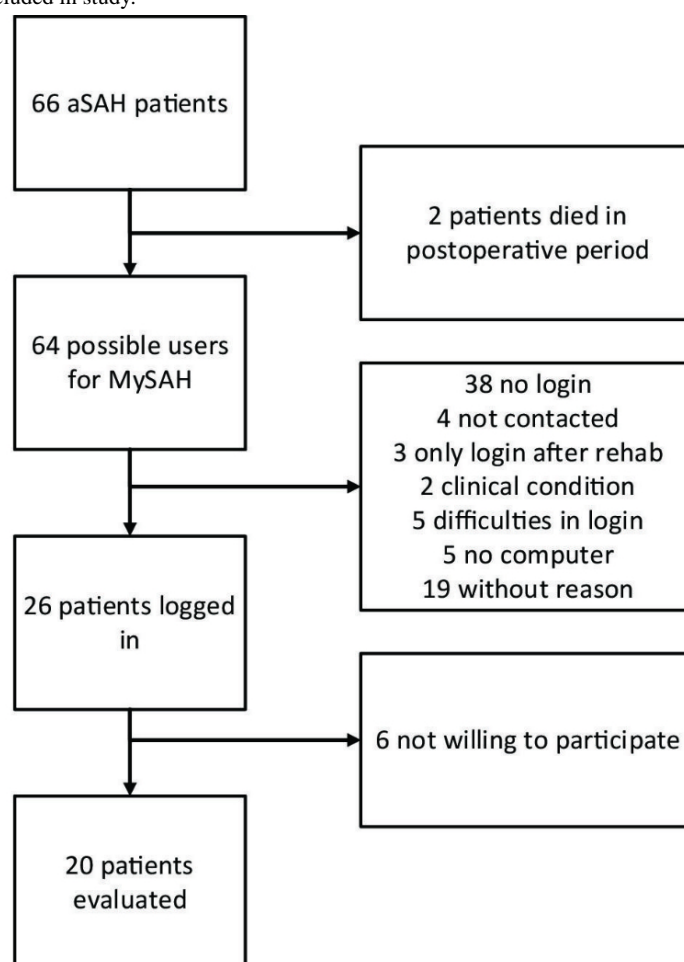 included in study.
66 aSAH patients
2 patients died in
postoperative period
64 possible users
for MySAH
38 no login
4 not contacted
3 only login after rehab
2 clinical condition
5 difficulties in login
5 no computer
19 without reason
26 patients logged
in
6 not willing to participate
20 patients
evaluated